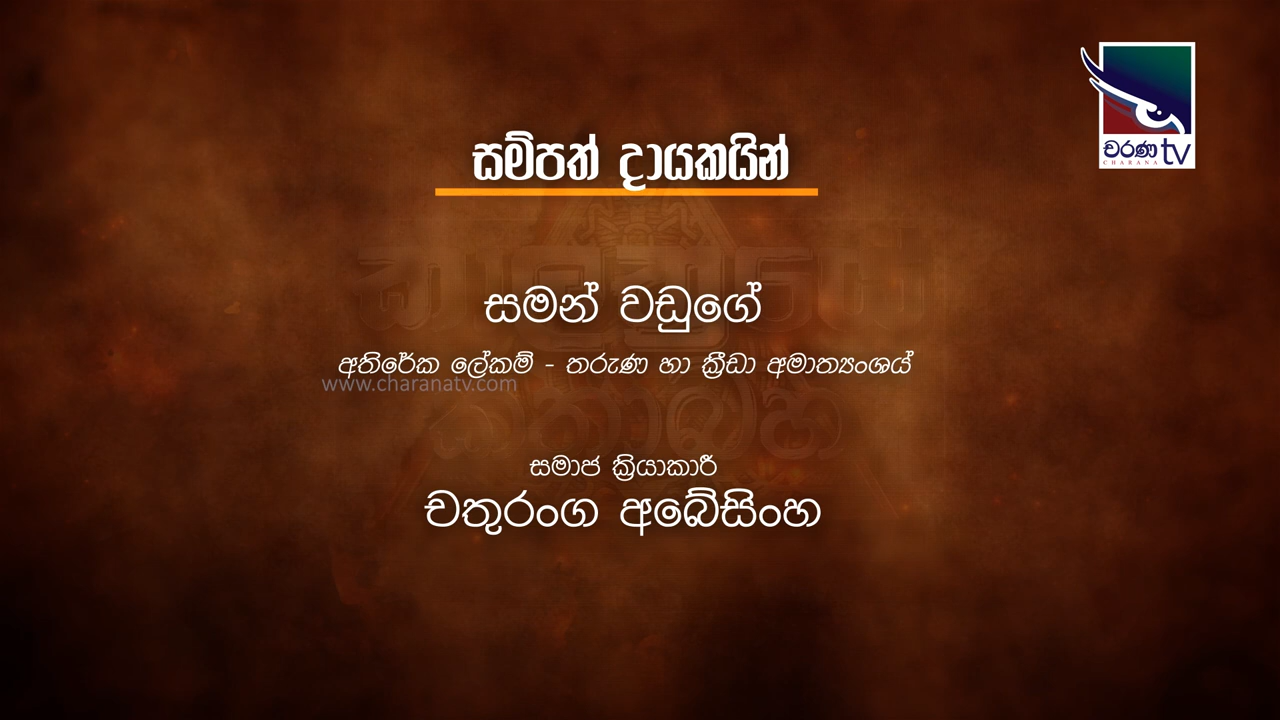 චරණ tv
CHARANA
සම්පත් දායකයින්
සමන් වඩුගේ
අතිරේක ලේකම් - තරුණ හා ක්‍රීඩා අමාත්‍යංශය්
www.charanatv.com
සමාජ ක්‍රියාකාරී
චතුරංග අබේසිංහ